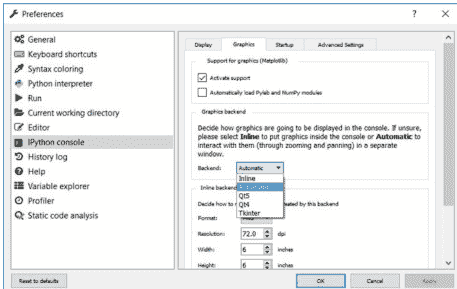 Preferences
? X
General
Keyboard shortcuts
Syntax coloring
Python interpreter
Run
Current working directory
Editor
IPython console
History log
Help
Variable explorer
Profiler
Static code analysis
Display Graphics Startup Advanced Settings
Support for graphics (Matplotlib)
Activate support
Automatically load Pylab and NumPy modules
Graphics backend
Decide how graphics are going to be displayed in the console. If unsure,
please select Inline to put graphics inside the console or Automatic to
interact with them (through zooming and panning) in a separate
window.
Backend: Automatic
Inline
Qt5
Qt4
Tkinter
Inline backend
Decide how to eated by this backend
Format:
Resolution: 72.0 dpi
Width: 6 inches
Height: 6 inches
Reset to defaults
OK Cancel Apply